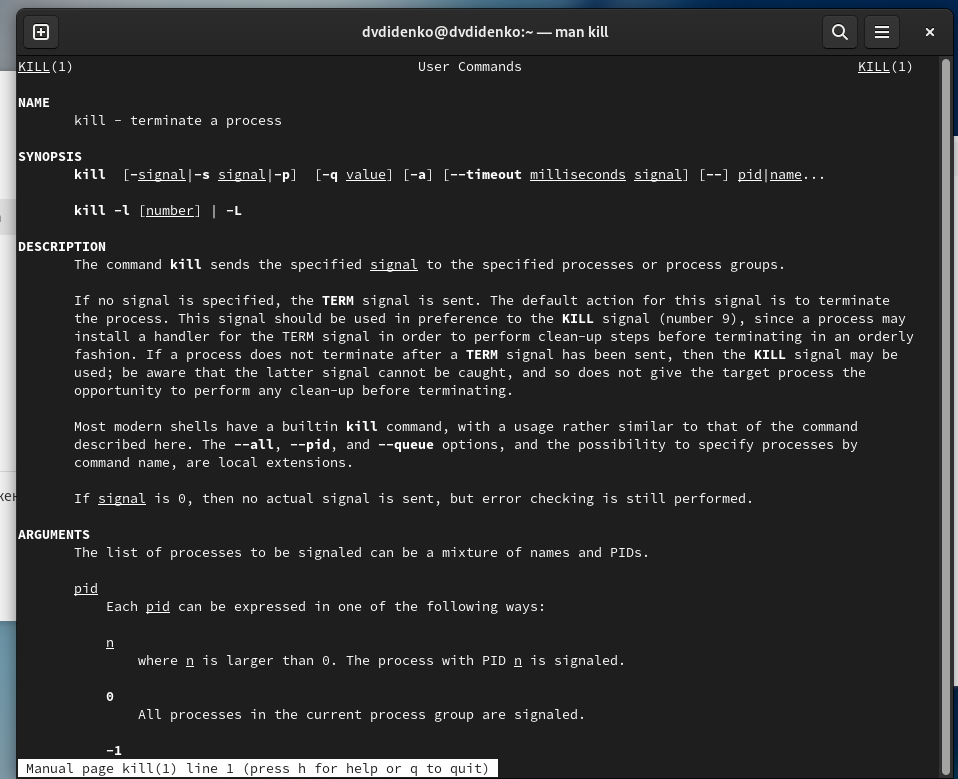 dvdidenko@dvdidenko:~ — man kill
KILL(1) User Commands KILL(1)
NAME
kill - terminate a process
SYNOPSIS
kill [-signal|-s signal|-p] [-q value] [-a] [--timeout milliseconds signal] [--] pid|name...
kill -l [number] | -L
DESCRIPTION
The command kill sends the specified signal to the specified processes or process groups.
If no signal is specified, the TERM signal is sent. The default action for this signal is to terminate
the process. This signal should be used in preference to the KILL signal (number 9), since a process may
install a handler for the TERM signal in order to perform clean-up steps before terminating in an orderly
fashion. If a process does not terminate after a TERM signal has been sent, then the KILL signal may be
used; be aware that the latter signal cannot be caught, and so does not give the target process the
opportunity to perform any clean-up before terminating.
Most modern shells have a builtin kill command, with a usage rather similar to that of the command
described here. The --all, --pid, and --queue options, and the possibility to specify processes by
command name, are local extensions.
If signal is 0, then no actual signal is sent, but error checking is still performed.
ARGUMENTS
The list of processes to be signaled can be a mixture of names and PIDs.
pid
Each pid can be expressed in one of the following ways:
n
where n is larger than 0. The process with PID n is signaled.
0
All processes in the current process group are signaled.
-1
Manual page kill(1) line 1 (press h for help or q to quit)